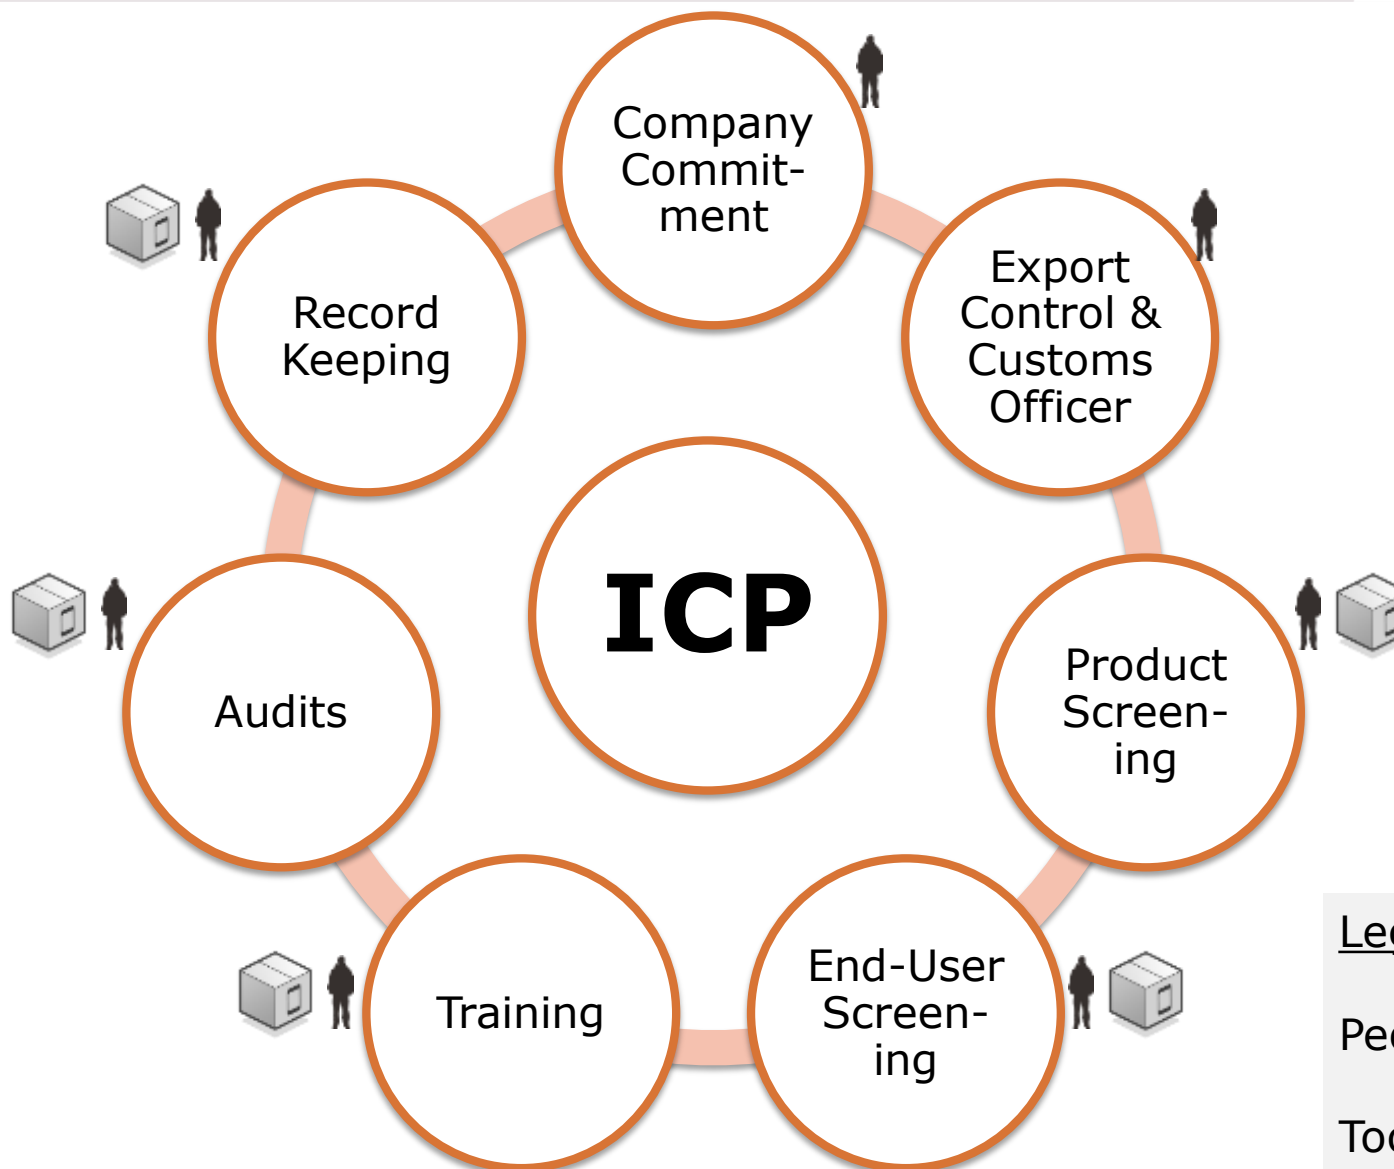 Company
Commit-
ment
Export
Control &
Customs
Officer
Product
Screen-
ing
End-User
Screen-
ing
Training
Audits
Record
Keeping
ICP